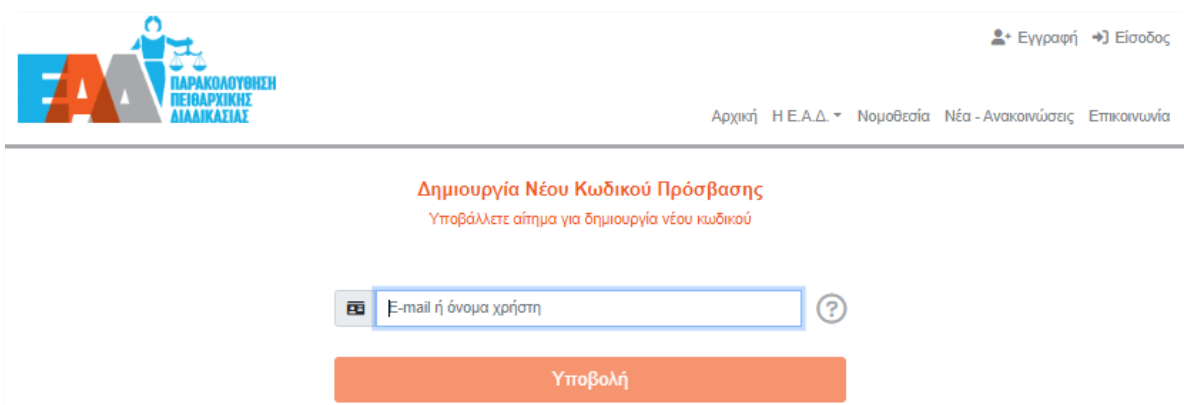 Εγγραφή Είσοδος
ΕΑΔ
ΠΑΡΑΚΟΛΟΥΘΗΣΗ
ΠΕΙΘΑΡΧΙΚΗΣ
ΔΙΑΔΙΚΑΣΙΑΣ
Αρχική Η Ε.Α.Δ. Νομοθεσία Νέα - Ανακοινώσεις Επικοινωνία
Δημιουργία Νέου Κωδικού Πρόσβασης
Υποβάλλετε αίτημα για δημιουργία νέου κωδικού
E-mail ή όνομα χρήστη
Υποβολή